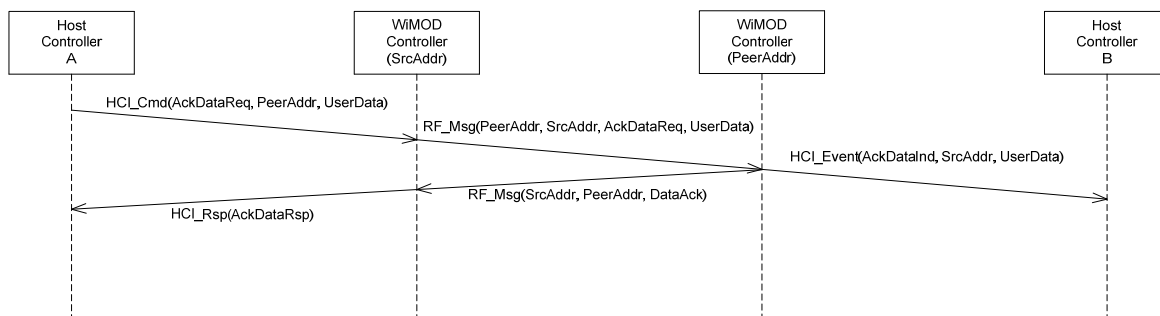 Host
Controller
A
WiMOD
Controller
(SrcAddr)
WiMOD
Controller
(PeerAddr)
Host
Controller
B
HCI_Cmd(AckDataReq, PeerAddr, UserData)
RF_Msg(PeerAddr, SrcAddr, AckDataReq, UserData)
HCI_Event(AckDataInd, SrcAddr, UserData)
RF_Msg(SrcAddr, PeerAddr, DataAck)
HCI_Rsp(AckDataRsp)